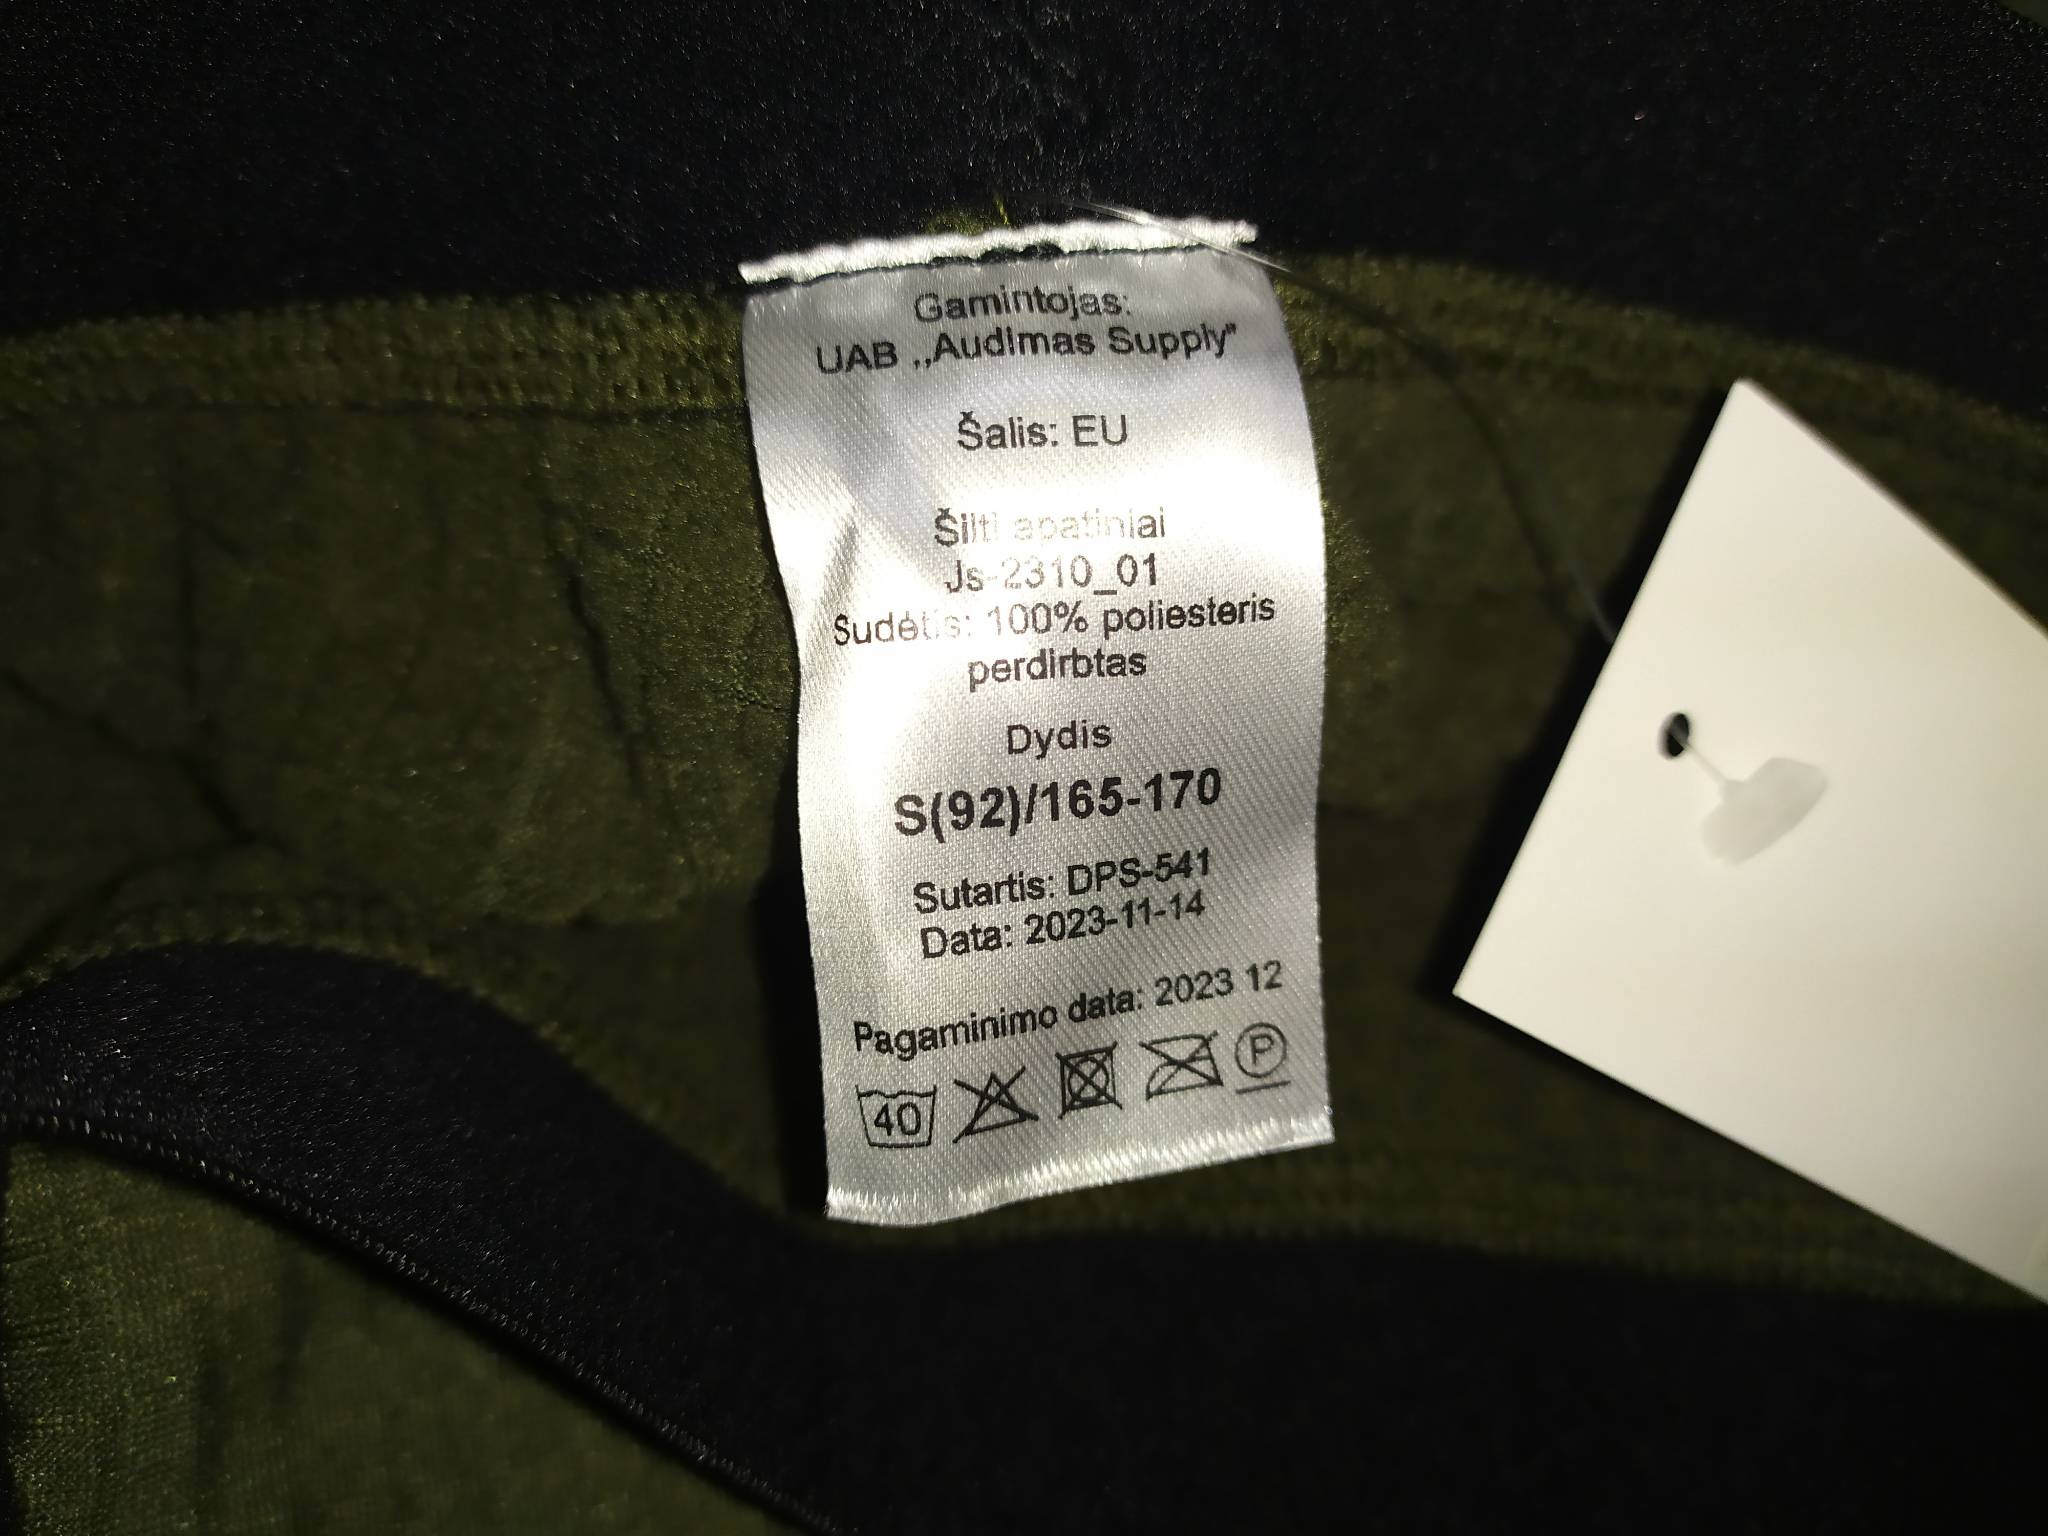 Gamintojas:
UAB ,,Audimas Supply"
Šalis: EU
Šilti apatiniai
Js-2310_01
Sudėtis: 100% poliesteris
perdirbtas
Dydis
S(92)/165-170
Sutartis: DPS-541
Data: 2023-11-14
Pagaminimo data: 2023 12
40 P